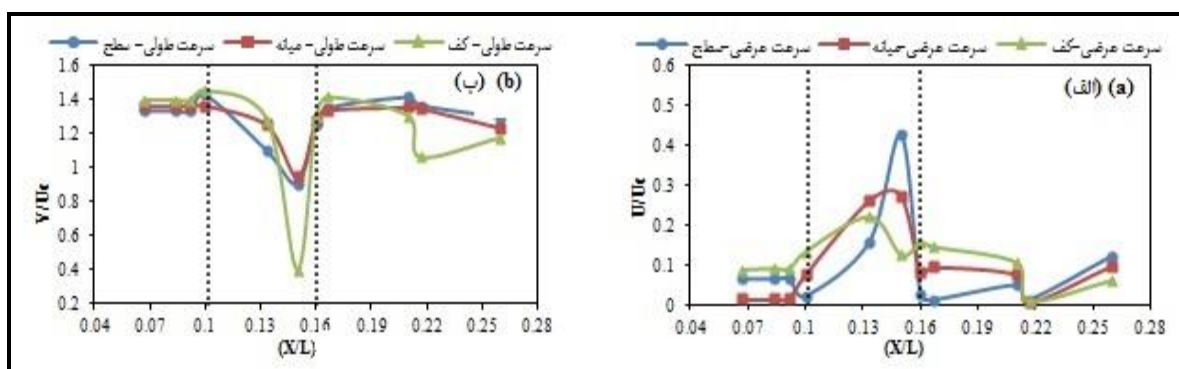 سرعت طولی- سطح سرعت طولی- میانه سرعت طولی- کف
(ب) (b)
1.6
1.4
1.2
1
0.8
0.6
0.4
0.2
V/Uc
0.04 0.07 0.1 0.13 0.16 0.19 0.22 0.25 0.28
(X/L)
سرعت عرضی-سطح سرعت عرضی-میانه سرعت عرضی-کف
(الف) (a)
0.6
0.5
0.4
0.3
0.2
0.1
0
U/Uc
0.04 0.07 0.1 0.13 0.16 0.19 0.22 0.25 0.28
(X/L)